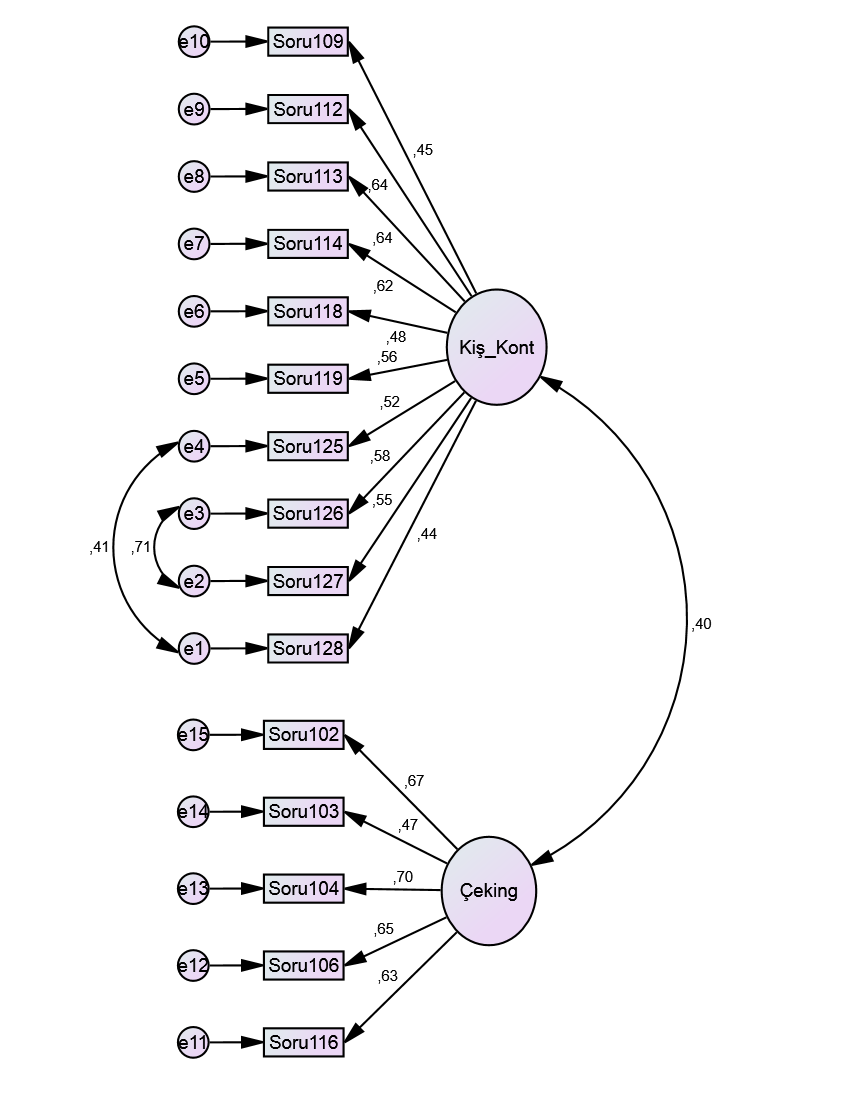 e10
Soru109
e9
Soru112
,45
e8
Soru113
,64
e7
Soru114
,64
,62
e6
Soru118
,48
Kiş_Kont
,56
e5
Soru119
,52
e4
Soru125
,58
,55
e3
Soru126
,44
,41
,71
e2
Soru127
,40
e1
Soru128
e15
Soru102
,67
e14
Soru103
,47
,70
e13
Soru104
Çeking
,65
e12
Soru106
,63
e11
Soru116